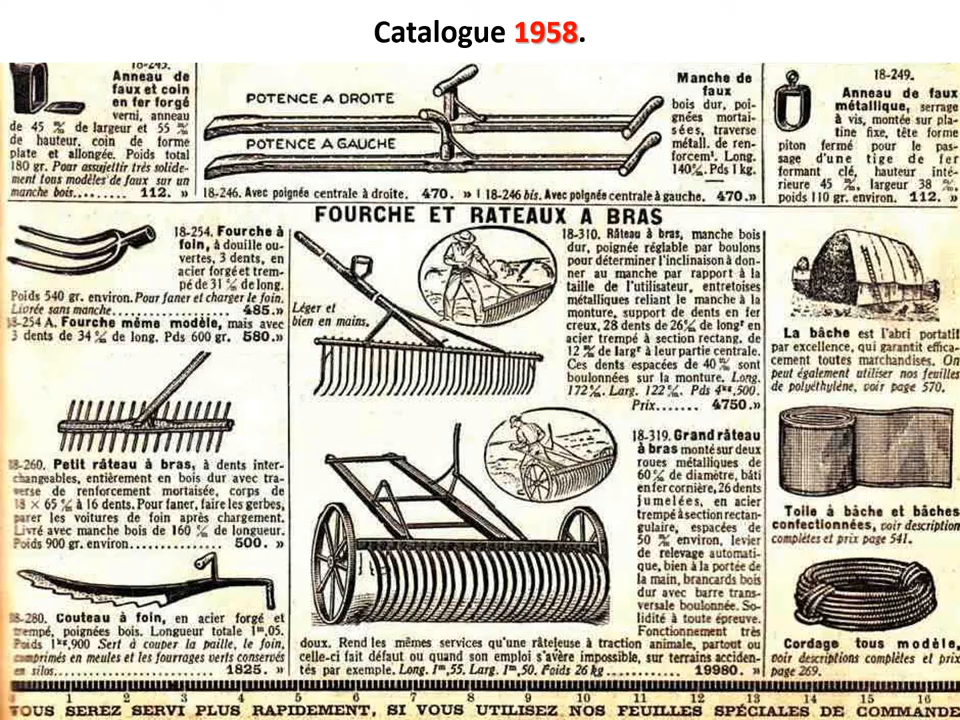 Catalogue 1958.
18-245.
Anneau de
faux et coin
en fer forgé
verni, anneau
de 45 m/m de largeur et 55 m/m
de hauteur, coin de forme
plate et allongée. Poids total
180 gr. Pour assujettir très solide-
ment tous modèles de faux sur un
manche bois......... 112. »
POTENCE A DROITE
POTENCE A GAUCHE
Manche de
faux
bois dur, poi-
gnées mortai-
sées, traverse
métall. de ren-
forcemt. Long.
140 c/m. Pds 1 kg.
18-246. Avec poignée centrale à droite. 470. » | 18-246 bis. Avec poignée centrale à gauche. 470.»
18-249.
Anneau de faux
métallique, serrage
à vis, montée sur pla-
tine fixe, tête forme
piton fermé pour le pas-
sage d'une tige de fer
formant clé, hauteur inté-
rieure 45 m/m, largeur 38 m/m,
poids 110 gr. environ. 112. »
FOURCHE ET RATEAUX A BRAS
18-254. Fourche à
foin, à douille ou-
vertes, 3 dents, en
acier forgé et trem-
pé de 31 c/m de long.
Poids 540 gr. environ. Pour faner et charger le foin.
Livrée sans manche.................. 485.»
18-254 A. Fourche même modèle, mais avec
3 dents de 34 c/m de long. Pds 600 gr. 580.»
18-260. Petit râteau à bras, à dents inter-
changeables, entièrement en bois dur avec tra-
verse de renforcement mortaisée, corps de
18 × 65 c/m à 16 dents. Pour faner, faire les gerbes,
parer les voitures de foin après chargement.
Livré avec manche bois de 160 c/m de longueur.
Poids 900 gr. environ.............. 500. »
18-280. Couteau à foin, en acier forgé et
trempé, poignées bois. Longueur totale 1m,05.
Poids 1kg,900 Sert à couper la paille, le foin,
comprimés en meules et les fourrages verts conservés
en silos.......................... 1825. »
Léger et
bien en mains.
18-310. Râteau à bras, manche bois
dur, poignée réglable par boulons
pour déterminer l'inclinaison à don-
ner au manche par rapport à la
taille de l'utilisateur, entretoises
métalliques reliant le manche à la
monture, support de dents en fer
creux, 28 dents de 26 c/m de longr en
acier trempé à section rectang. de
12 m/m de largr à leur partie centrale.
Ces dents espacées de 40 m/m sont
boulonnées sur la monture. Long.
172 c/m. Larg. 122 c/m. Pds 4kg,500.
Prix....... 4750.»
18-319. Grand râteau
à bras monté sur deux
roues métalliques de
60 c/m de diamètre, bâti
en fer cornière, 26 dents
jumelées, en acier
trempé à section rectan-
gulaire, espacées de
50 m/m environ, levier
de relevage automati-
que, bien à la portée de
la main, brancards bois
dur avec barre trans-
versale boulonnée. So-
lidité à toute épreuve.
Fonctionnement très
doux. Rend les mêmes services qu'une râteleuse à traction animale, partout ou
celle-ci fait défaut ou quand son emploi s'avère impossible, sur terrains acciden-
tés par exemple. Long. 1m,55. Larg. 1m,50. Poids 26 kg............ 19980. »
La bâche est l'abri portatif
par excellence, qui garantit effica-
cement toutes marchandises. On
peut également utiliser nos feuilles
de polyéthylène, voir page 570.
Toile à bâche et bâches
confectionnées, voir description
complètes et prix page 541.
Cordage tous modèle,
voir descriptions complètes et prix
page 269.
1 2 3 4 5 6 7 8 9 10 11 12 13 14 15 16
VOUS SEREZ SERVI PLUS RAPIDEMENT, SI VOUS UTILISEZ NOS FEUILLES SPÉCIALES DE COMMANDE